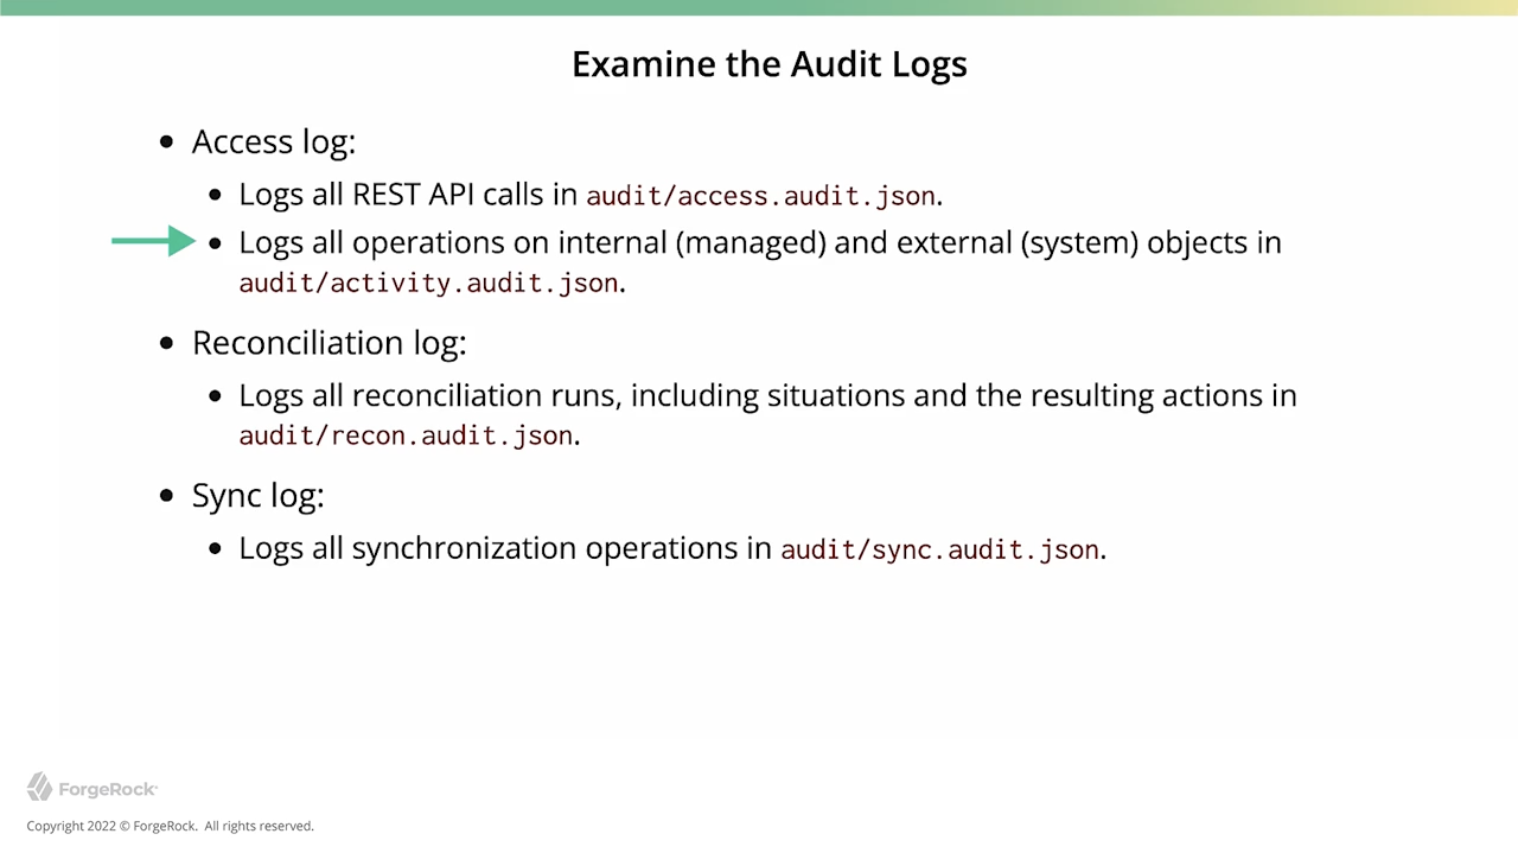 Examine the Audit Logs
• Access log:
• Logs all REST API calls in audit/access.audit.json.
• Logs all operations on internal (managed) and external (system) objects in
audit/activity.audit.json.
• Reconciliation log:
• Logs all reconciliation runs, including situations and the resulting actions in
audit/recon.audit.json.
• Sync log:
• Logs all synchronization operations in audit/sync.audit.json.
ForgeRock
Copyright 2022 © ForgeRock. All rights reserved.